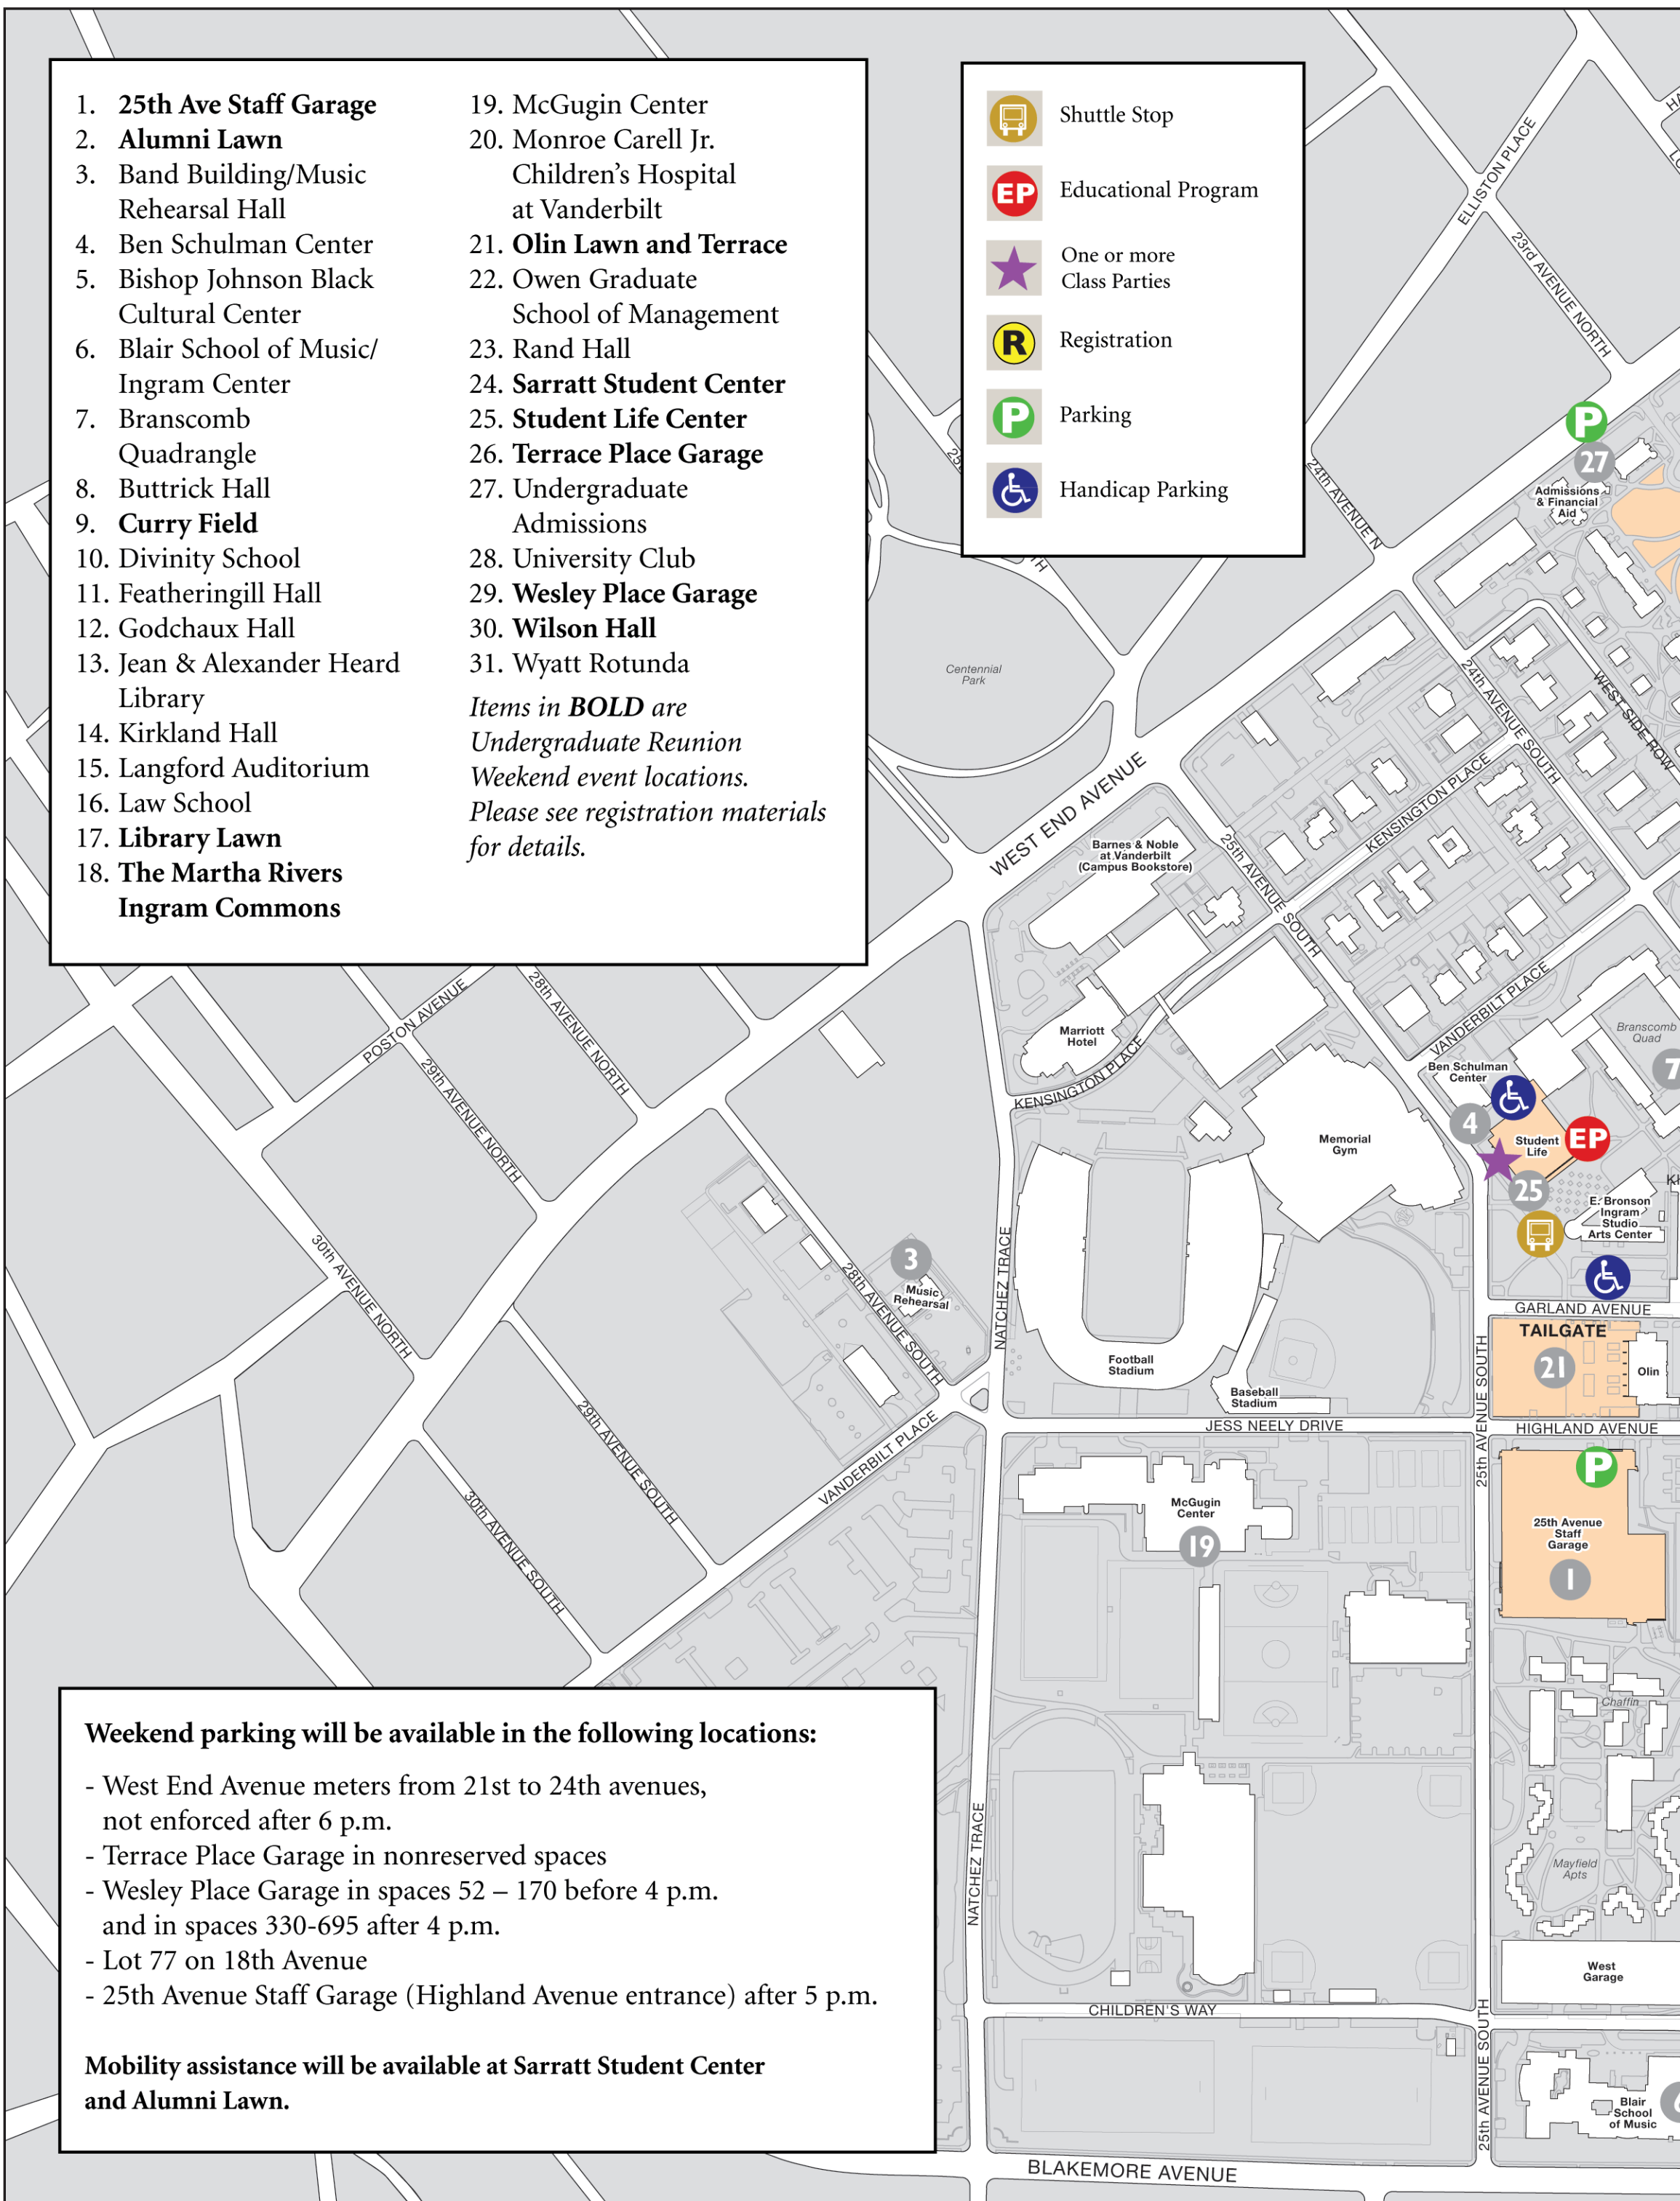 1. 25th Ave Staff Garage
2. Alumni Lawn
3. Band Building/Music
Rehearsal Hall
4. Ben Schulman Center
5. Bishop Johnson Black
Cultural Center
6. Blair School of Music/
Ingram Center
7. Branscomb
Quadrangle
8. Buttrick Hall
9. Curry Field
10. Divinity School
11. Featheringill Hall
12. Godchaux Hall
13. Jean & Alexander Heard
Library
14. Kirkland Hall
15. Langford Auditorium
16. Law School
17. Library Lawn
18. The Martha Rivers
Ingram Commons
19. McGugin Center
20. Monroe Carell Jr.
Children's Hospital
at Vanderbilt
21. Olin Lawn and Terrace
22. Owen Graduate
School of Management
23. Rand Hall
24. Sarratt Student Center
25. Student Life Center
26. Terrace Place Garage
27. Undergraduate
Admissions
28. University Club
29. Wesley Place Garage
30. Wilson Hall
31. Wyatt Rotunda
Items in BOLD are
Undergraduate Reunion
Weekend event locations.
Please see registration materials
for details.
Shuttle Stop
EP Educational Program
One or more
Class Parties
R Registration
P Parking
Handicap Parking
ELLISTON PLACE
23rd AVENUE NORTH
P
27
Admissions
& Financial
Aid
24th AVENUE N
Centennial
Park
24th AVENUE SOUTH
WEST SIDE ROW
WEST END AVENUE
KENSINGTON PLACE
Barnes & Noble
at Vanderbilt
(Campus Bookstore)
25th AVENUE SOUTH
VANDERBILT PLACE
Branscomb
Quad
7
Marriott
Hotel
KENSINGTON PLACE
Ben Schulman
Center
4
Student
Life
EP
25
Memorial
Gym
E. Bronson
Ingram
Studio
Arts Center
POSTON AVENUE
28th AVENUE NORTH
29th AVENUE NORTH
30th AVENUE NORTH
3
Music
Rehearsal
28th AVENUE SOUTH
NATCHEZ TRACE
Football
Stadium
Baseball
Stadium
GARLAND AVENUE
TAILGATE
21
Olin
25th AVENUE SOUTH
JESS NEELY DRIVE
HIGHLAND AVENUE
29th AVENUE SOUTH
VANDERBILT PLACE
30th AVENUE SOUTH
McGugin
Center
19
P
25th Avenue
Staff
Garage
1
Chaffin
Mayfield
Apts
West
Garage
NATCHEZ TRACE
CHILDREN'S WAY
25th AVENUE SOUTH
Blair
School
of Music
BLAKEMORE AVENUE
Weekend parking will be available in the following locations:
- West End Avenue meters from 21st to 24th avenues,
not enforced after 6 p.m.
- Terrace Place Garage in nonreserved spaces
- Wesley Place Garage in spaces 52 – 170 before 4 p.m.
and in spaces 330-695 after 4 p.m.
- Lot 77 on 18th Avenue
- 25th Avenue Staff Garage (Highland Avenue entrance) after 5 p.m.
Mobility assistance will be available at Sarratt Student Center
and Alumni Lawn.